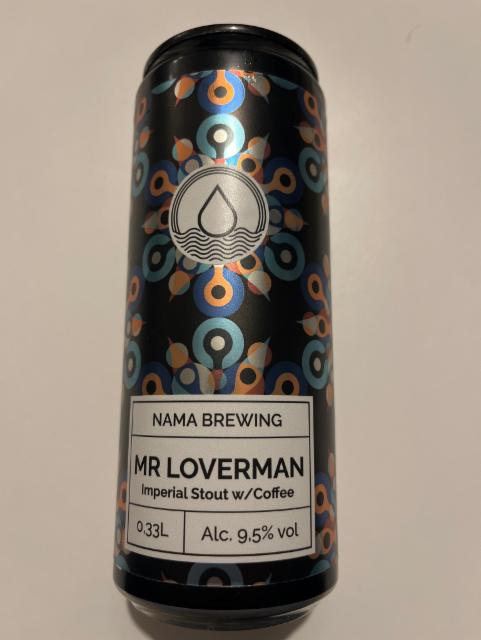 NAMA BREWING
MR LOVERMAN
Imperial Stout w/Coffee
0,33L
Alc. 9,5% vol